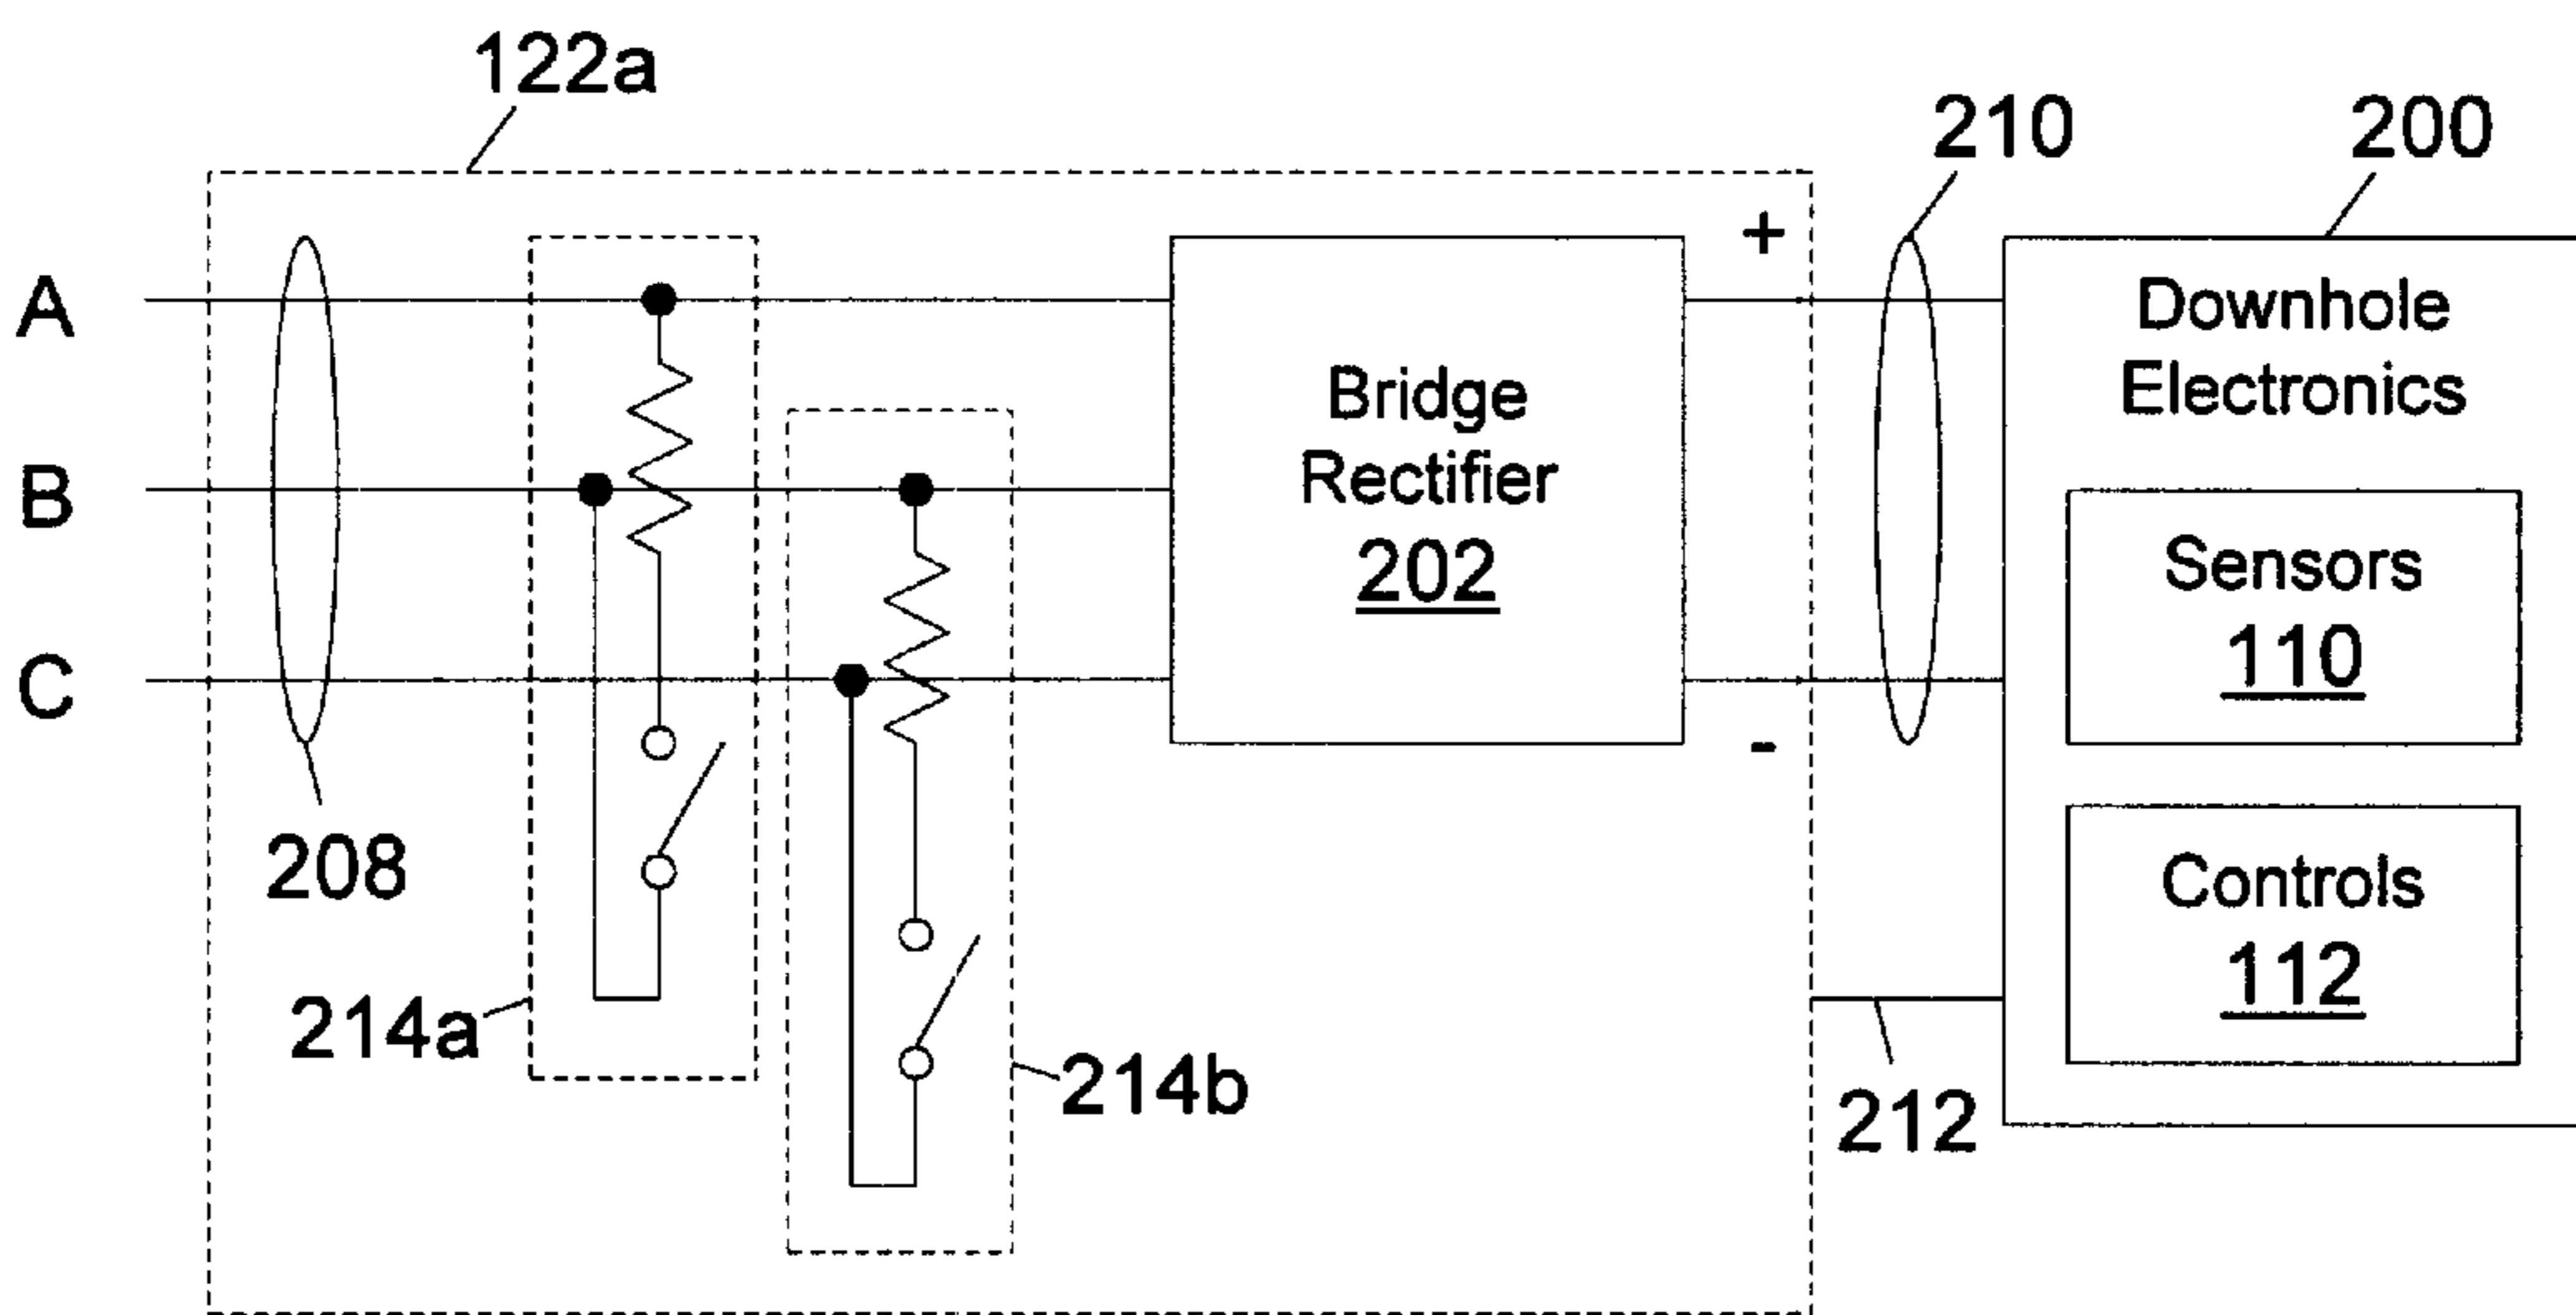 122a
210
200
+
A
B
C
Bridge
Rectifier
202
-
Downhole
Electronics
Sensors
110
Controls
112
208
214a
214b
212